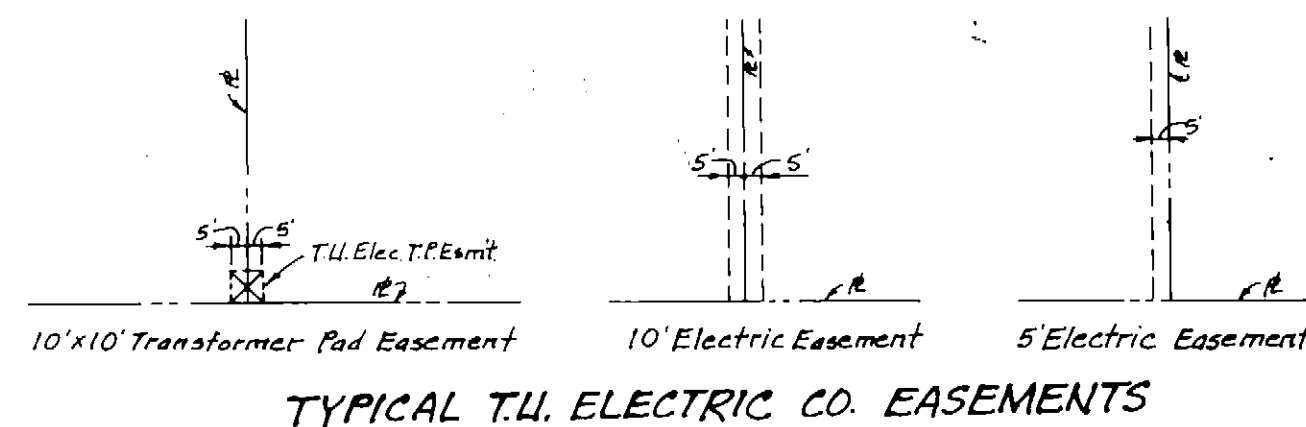 ℞
5' 5'
T.U. Elec. T.P. Esm't.
℞
10'x10' Transformer Pad Easement
℞
5' 5'
℞
10' Electric Easement
℞
5'
℞
5' Electric Easement
TYPICAL T.U. ELECTRIC CO. EASEMENTS